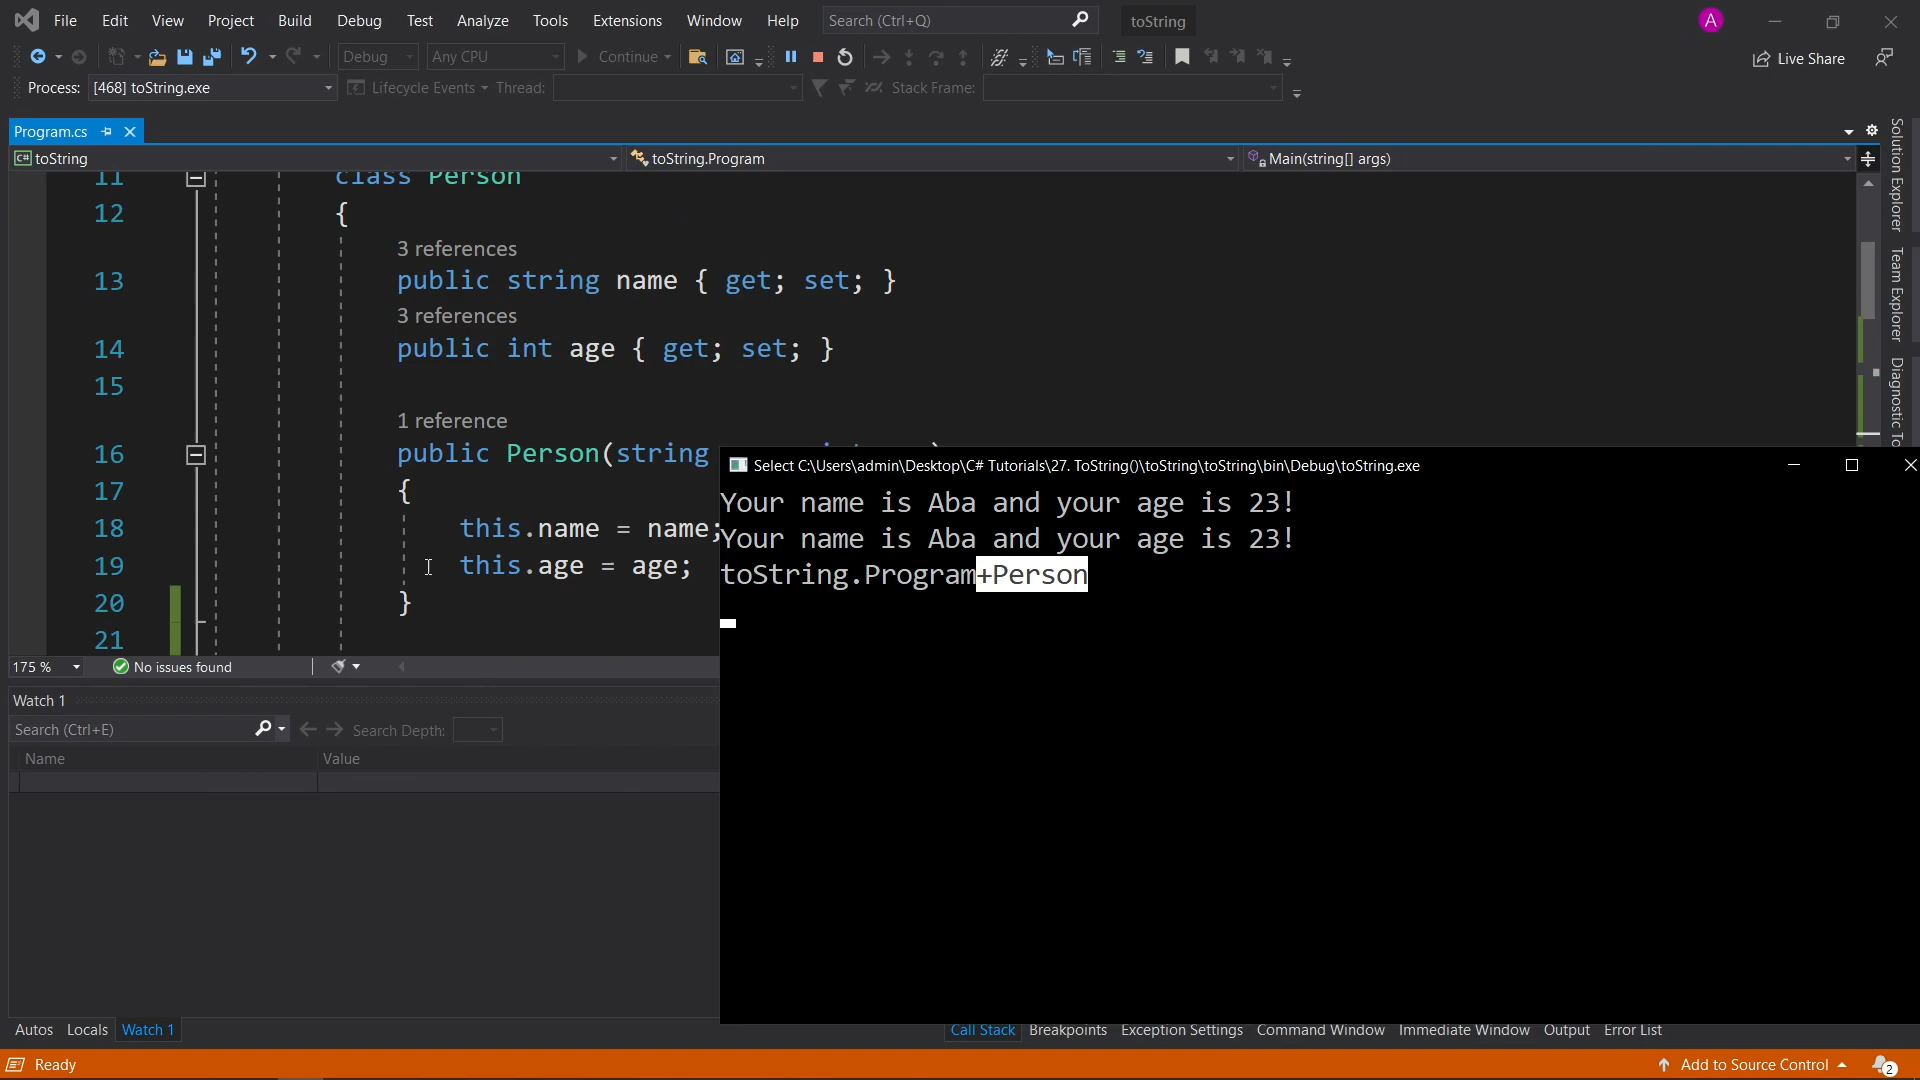 File Edit View Project Build Debug Test Analyze Tools Extensions Window Help Search (Ctrl+Q) toString A
Debug Any CPU Continue Live Share
Process: [468] toString.exe Lifecycle Events Thread: Stack Frame:
Program.cs
C# toString toString.Program Main(string[] args)
11 class Person
12 {
3 references
13 public string name { get; set; }
3 references
14 public int age { get; set; }
15
1 reference
16 public Person(string
17 {
18 this.name = name;
19 this.age = age;
20 }
21
Select C:\Users\admin\Desktop\C# Tutorials\27. ToString()\toString\toString\bin\Debug\toString.exe
Your name is Aba and your age is 23!
Your name is Aba and your age is 23!
toString.Program+Person
175 % No issues found
Watch 1
Search (Ctrl+E) Search Depth:
Name Value
Autos Locals Watch 1 Call Stack Breakpoints Exception Settings Command Window Immediate Window Output Error List
Ready Add to Source Control 2
Solution Explorer
Team Explorer
Diagnostic